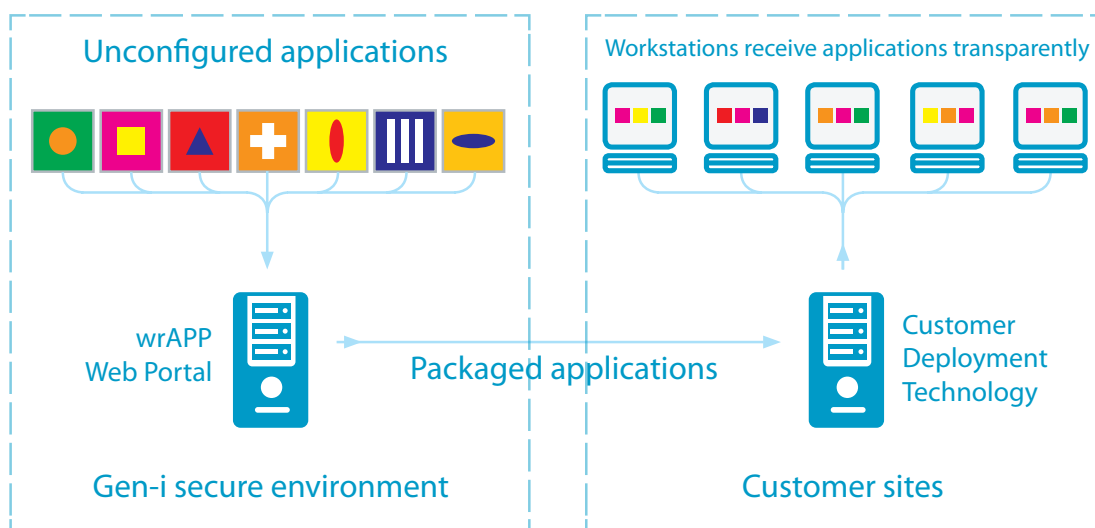 Unconfigured applications
Workstations receive applications transparently
wrAPP
Web Portal
Packaged applications
Customer
Deployment
Technology
Gen-i secure environment
Customer sites